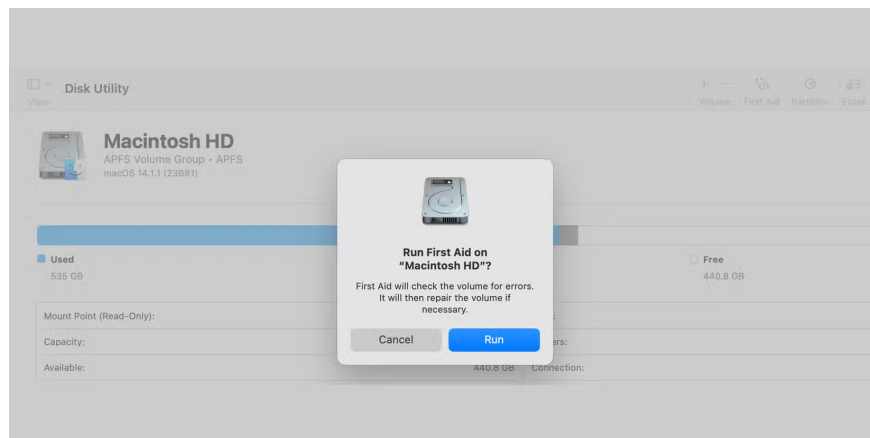 Disk Utility
View
Volume First Aid Partition Erase
Macintosh HD
APFS Volume Group • APFS
macOS 14.1.1 (23B81)
Run First Aid on
“Macintosh HD”?
First Aid will check the volume for errors.
It will then repair the volume if
necessary.
Cancel Run
Used
535 GB
Free
440.8 GB
Mount Point (Read-Only):
Capacity:
ers:
Available: 440.8 GB Connection: